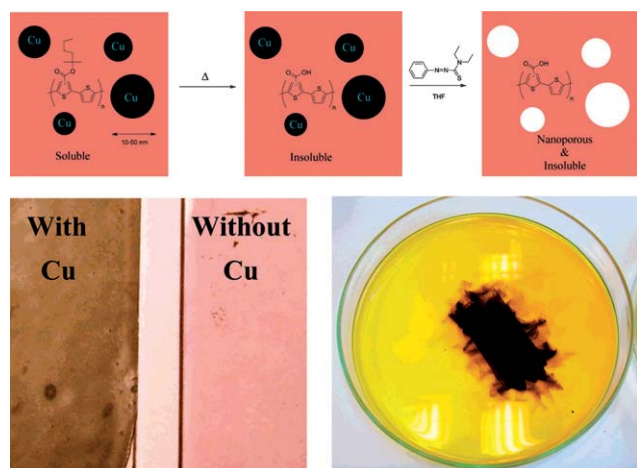 Cu
Cu
Cu
Cu
O
O
S
S
n
10-50 nm
Soluble
Δ
Cu
Cu
Cu
Cu
O
OH
S
S
n
Insoluble
N=N
N
S
THF
O
OH
S
S
n
Nanoporous
&
Insoluble
With
Cu
Without
Cu